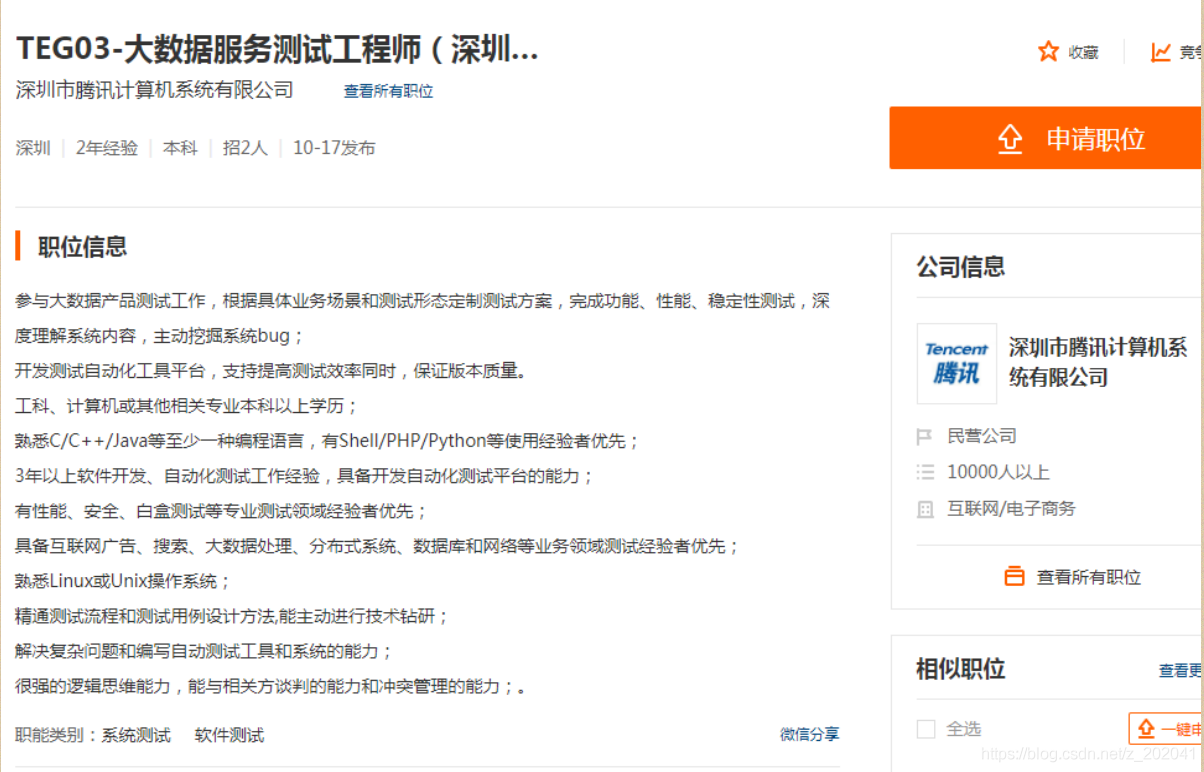 TEG03-大数据服务测试工程师（深圳...
收藏
深圳市腾讯计算机系统有限公司
查看所有职位
申请职位
深圳
2年经验
本科
招2人
10-17发布
职位信息
参与大数据产品测试工作，根据具体业务场景和测试形态定制测试方案，完成功能、性能、稳定性测试，深
度理解系统内容，主动挖掘系统bug；
开发测试自动化工具平台，支持提高测试效率同时，保证版本质量。
工科、计算机或其他相关专业本科以上学历；
熟悉C/C++/Java等至少一种编程语言，有Shell/PHP/Python等使用经验者优先；
3年以上软件开发、自动化测试工作经验，具备开发自动化测试平台的能力；
有性能、安全、白盒测试等专业测试领域经验者优先；
具备互联网广告、搜索、大数据处理、分布式系统、数据库和网络等业务领域测试经验者优先；
熟悉Linux或Unix操作系统；
精通测试流程和测试用例设计方法,能主动进行技术钻研；
解决复杂问题和编写自动测试工具和系统的能力；
很强的逻辑思维能力，能与相关方谈判的能力和冲突管理的能力；。
职能类别：系统测试 软件测试
微信分享
公司信息
Tencent
腾讯
深圳市腾讯计算机系
统有限公司
民营公司
10000人以上
互联网/电子商务
查看所有职位
相似职位
查看更
全选
一键申
https://blog.csdn.net/z_202041